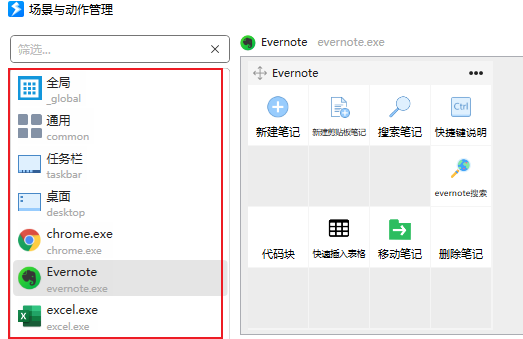 场景与动作管理
筛选...
全局
_global
通用
common
任务栏
taskbar
桌面
desktop
chrome.exe
chrome.exe
Evernote
evernote.exe
excel.exe
excel.exe
Evernote evernote.exe
Evernote
新建笔记 新建剪贴板笔记 搜索笔记 Ctrl 快捷键说明
evernote搜索
代码块 快速插入表格 移动笔记 删除笔记